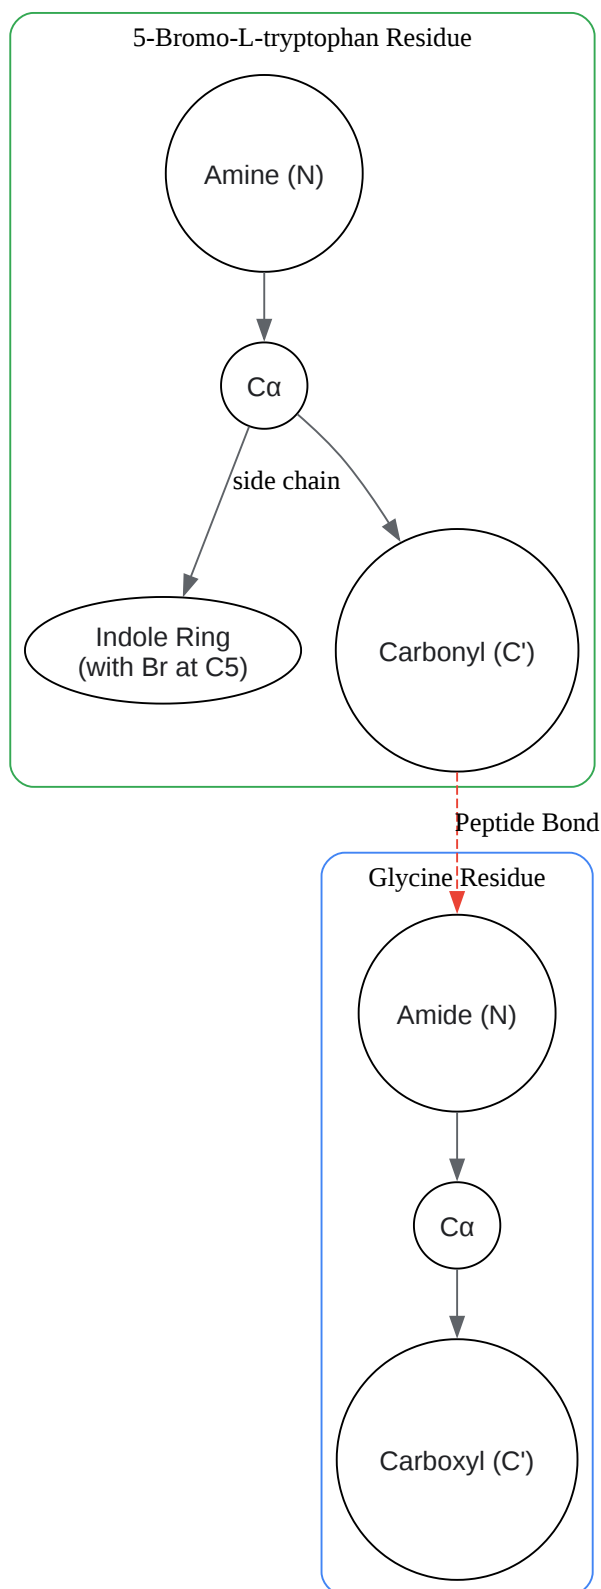 5-Bromo-L-tryptophan Residue
Amine (N)
Cα
side chain
Indole Ring
(with Br at C5)
Carbonyl (C')
Peptide Bond
Glycine Residue
Amide (N)
Cα
Carboxyl (C')